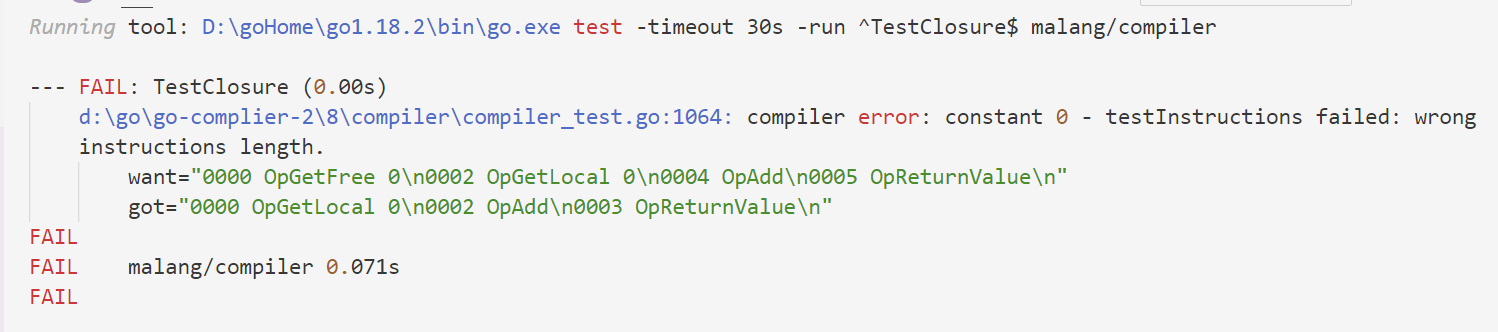 Running tool: D:\goHome\go1.18.2\bin\go.exe test -timeout 30s -run ^TestClosure$ malang/compiler
--- FAIL: TestClosure (0.00s)
d:\go\go-complier-2\8\compiler\compiler_test.go:1064: compiler error: constant 0 - testInstructions failed: wrong
instructions length.
want="0000 OpGetFree 0\n0002 OpGetLocal 0\n0004 OpAdd\n0005 OpReturnValue\n"
got="0000 OpGetLocal 0\n0002 OpAdd\n0003 OpReturnValue\n"
FAIL
FAIL malang/compiler 0.071s
FAIL